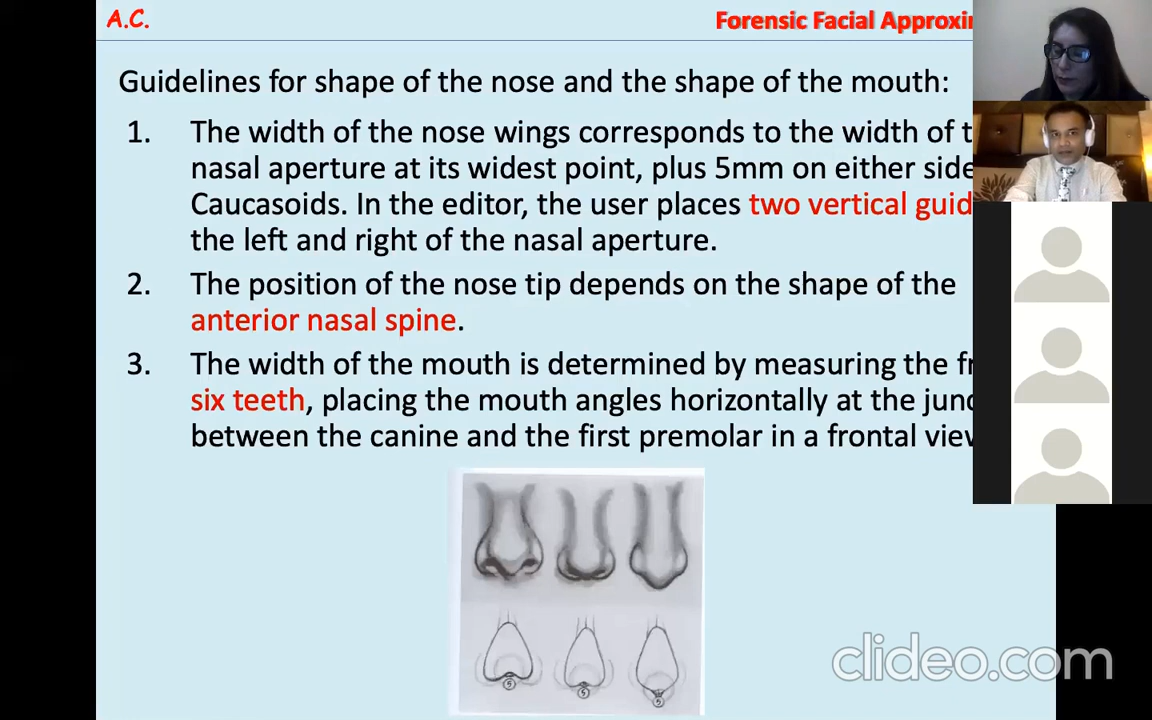 A.C.
Forensic Facial
Guidelines for shape of the nose and the shape of the mouth:
1. The width of the nose wings corresponds to the width of
nasal aperture at its widest point, plus 5mm on either side
Caucasoids. In the editor, the user places two vertical
the left and right of the nasal aperture.
2. The position of the nose tip depends on the shape of the
anterior nasal spine.
3. The width of the mouth is determined by measuring the
six teeth, placing the mouth angles horizontally at the
between the canine and the first premolar in a frontal
5 5 5
clideo.com